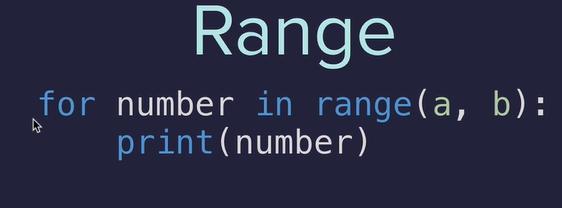 Range
for number in range(a, b):
    print(number)